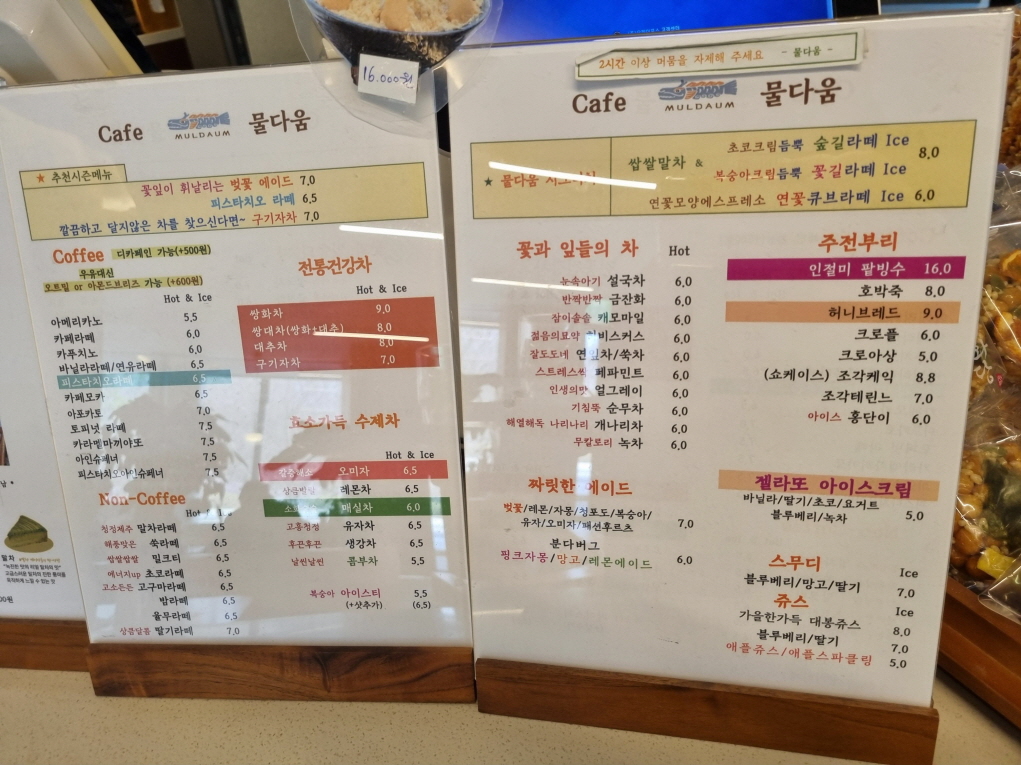 16.000원
Cafe MULDAUM 물다움
★ 추천시즌메뉴
꽃잎이 휘날리는 벚꽃 에이드 7,0
피스타치오 라떼 6,5
깔끔하고 달지않은 차를 찾으신다면~ 구기자차 7,0
Coffee 디카페인 가능(+500원)
우유대신
오트밀 or 아몬드브리즈 가능 (+600원)
Hot & Ice
아메리카노 5,5
카페라떼 6,0
카푸치노 6,0
바닐라라떼/연유라떼 6,5
피스타치오라떼 6,5
카페모카 6,5
아포카토 7,0
토피넛 라떼 7,5
카라멜마끼야또 7,5
아인슈페너 7,5
피스타치오아인슈페너 7,5
Non-Coffee
Hot & Ice
청정제주 말차라떼 6,5
해풍맞은 쑥라떼 6,5
쌉쌀쌉쌀 밀크티 6,5
에너지up 초코라떼 6,5
고소든든 고구마라떼 6,5
밤라떼 6,5
율무라떼 6,5
상큼달콤 딸기라떼 7,0
전통건강차
Hot & Ice
쌍화차 9,0
쌍대차(쌍화+대추) 8,0
대추차 8,0
구기자차 7,0
효소가득 수제차
Hot & Ice
오미자 6,5
레몬차 6,5
매실차 6,0
고흥청정 유자차 6,5
후끈후끈 생강차 6,5
날씬날씬 콤부차 5,5
복숭아 아이스티 5,5
(+샷추가) (6,5)
2시간 이상 머뭄을 자제해 주세요 - 물다움 -
Cafe MULDAUM 물다움
★ 물다움
쌉쌀말차 &
초코크림듬뿍 숲길라떼 Ice
복숭아크림듬뿍 꽃길라떼 Ice 8,0
연꽃모양에스프레소 연꽃큐브라떼 Ice 6,0
꽃과 잎들의 차 Hot
눈속아기 설국차 6,0
반짝반짝 금잔화 6,0
잠이솔솔 캐모마일 6,0
젊음의묘약 히비스커스 6,0
잘도도네 연잎차/쑥차 6,0
페파민트 6,0
인생의맛 얼그레이 6,0
기침뚝 순무차 6,0
해열해독 나리나리 개나리차 6,0
무칼로리 녹차 6,0
짜릿한 에이드
벚꽃/레몬/자몽/청포도/복숭아/
유자/오미자/패션후르츠 7,0
분다버그
핑크자몽/망고/레몬에이드 6,0
주전부리
인절미 팥빙수 16,0
호박죽 8,0
허니브레드 9,0
크로플 6,0
크로아상 5,0
(쇼케이스) 조각케익 8,8
조각테린느 7,0
아이스 홍단이 6,0
젤라또 아이스크림
바닐라/딸기/초코/요거트
블루베리/녹차 5,0
스무디 Ice
블루베리/망고/딸기 7,0
쥬스 Ice
가을한가득 대봉쥬스 8,0
블루베리/딸기 7,0
애플쥬스/애플스파클링 5,0